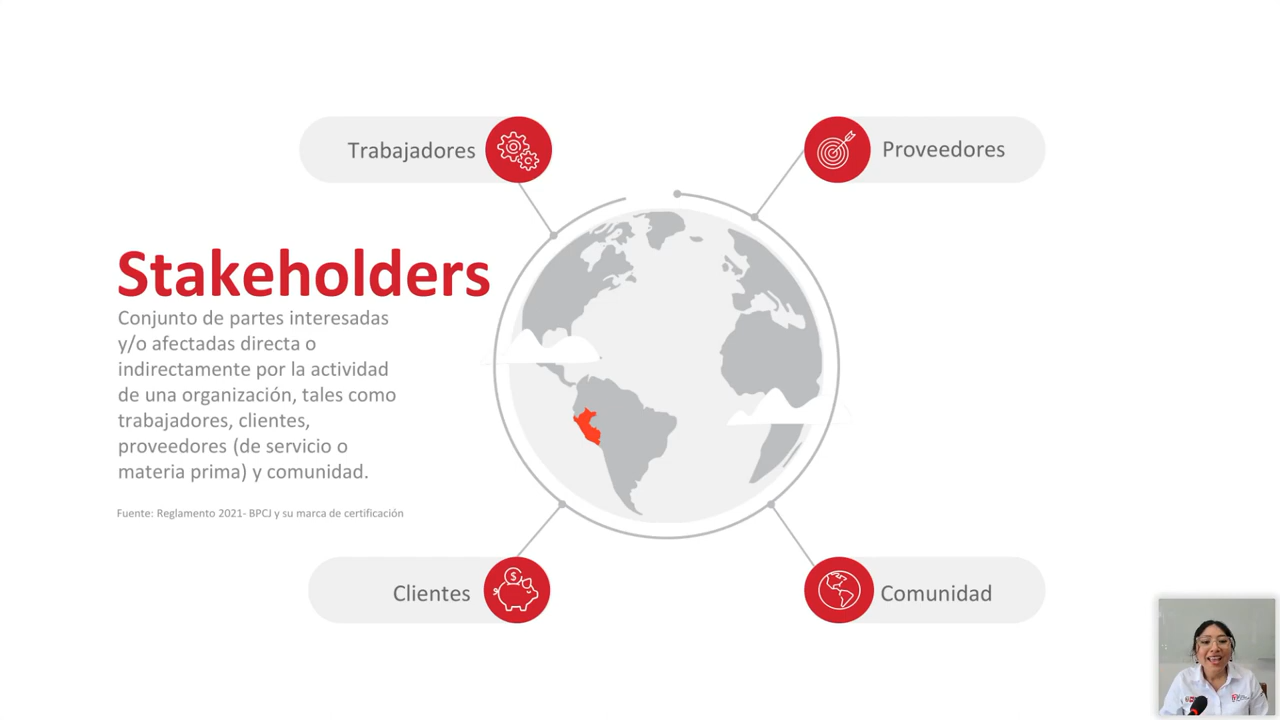 Trabajadores
Proveedores
Stakeholders
Conjunto de partes interesadas
y/o afectadas directa o
indirectamente por la actividad
de una organización, tales como
trabajadores, clientes,
proveedores (de servicio o
materia prima) y comunidad.
Fuente: Reglamento 2021- BPCJ y su marca de certificación
$
Clientes
Comunidad